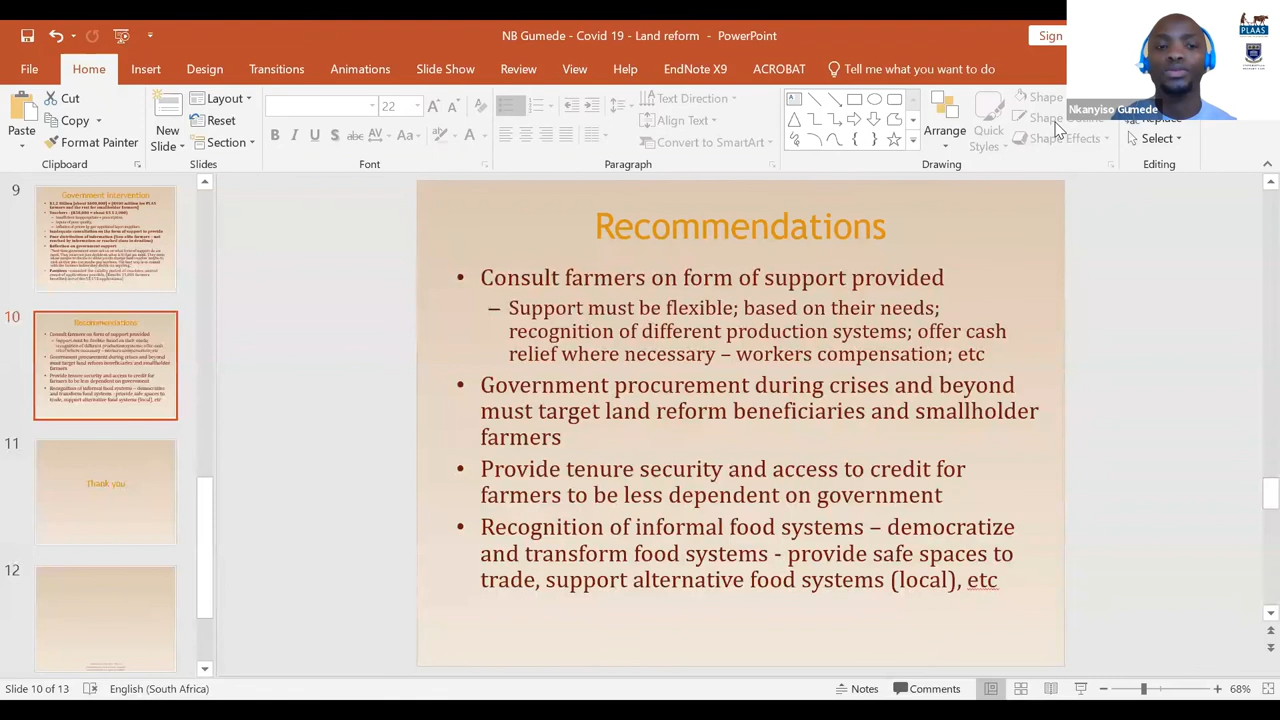 NB Gumede - Covid 19 - Land reform - PowerPoint
Sign
PLAAS
File Home Insert Design Transitions Animations Slide Show Review View Help EndNote X9 ACROBAT Tell me what you want to do
Paste
Cut
Copy
Format Painter
Clipboard
New
Slide
Layout
Reset
Section
Slides
22
B I U S
Font
Text Direction
Align Text
Convert to SmartArt
Paragraph
Arrange
Quick
Styles
Shape
Shape
Shape Effects
Drawing
Nkanyiso Gumede
Replace
Select
Editing
9
Government Intervention
10
Recommendations
11
Thank you
12
Recommendations
• Consult farmers on form of support provided
– Support must be flexible; based on their needs;
recognition of different production systems; offer cash
relief where necessary – workers compensation; etc
• Government procurement during crises and beyond
must target land reform beneficiaries and smallholder
farmers
• Provide tenure security and access to credit for
farmers to be less dependent on government
• Recognition of informal food systems – democratize
and transform food systems - provide safe spaces to
trade, support alternative food systems (local), etc
Slide 10 of 13 English (South Africa) Notes Comments 68%